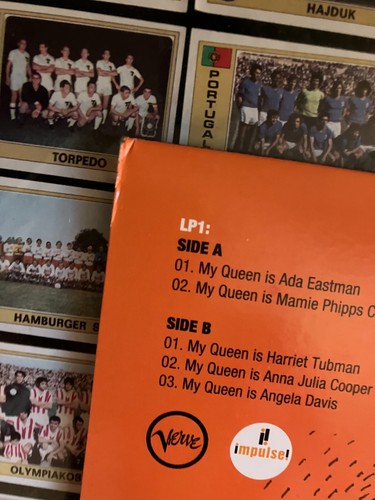 HAJDUK
TORPEDO
PORTUGAL
HAMBURGER S
OLYMPIAKOS
LP1:
SIDE A
01. My Queen is Ada Eastman
02. My Queen is Mamie Phipps C
SIDE B
01. My Queen is Harriet Tubman
02. My Queen is Anna Julia Cooper
03. My Queen is Angela Davis
Verve
impulse!